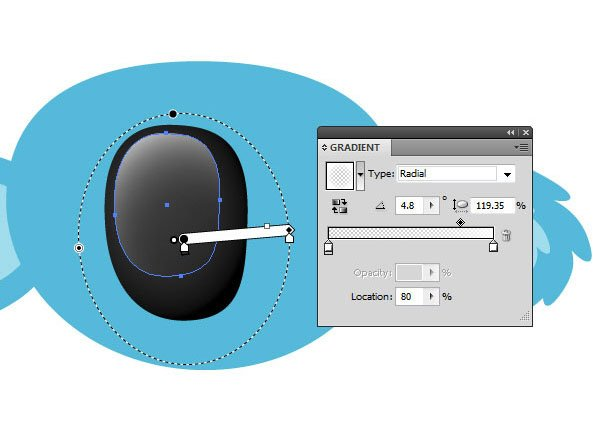 GRADIENT
Type: Radial
4.8 ° 119.35 %
Opacity: %
Location: 80 %